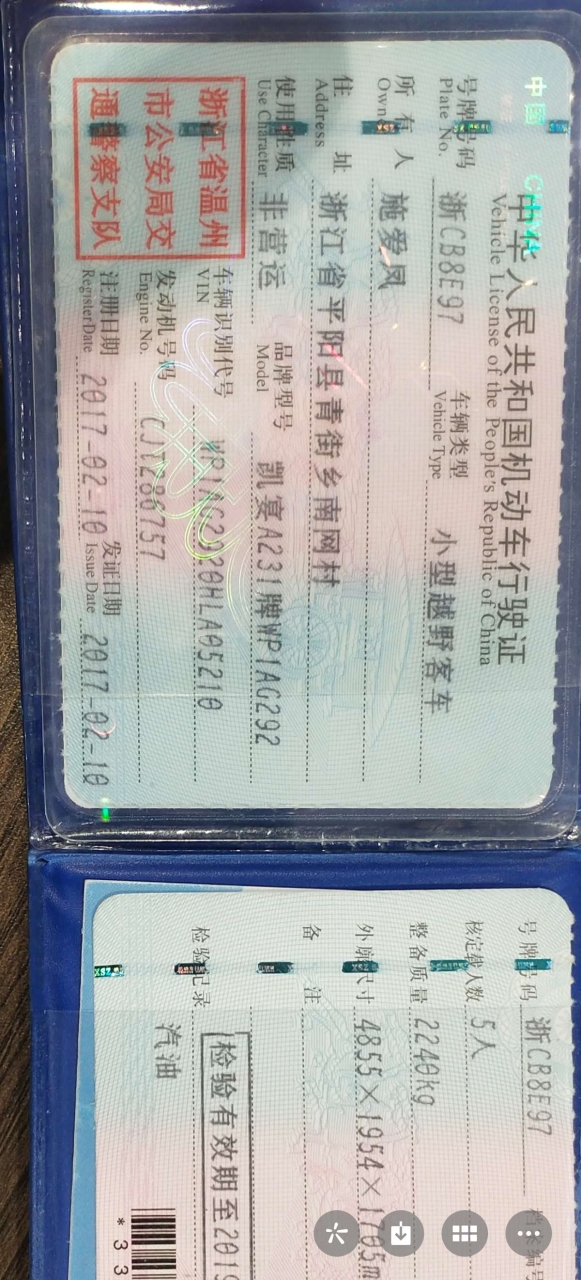 中国 CHINA
中华人民共和国机动车行驶证
Vehicle License of the People's Republic of China
号牌号码 浙CB8E97 车辆类型 小型越野客车
Plate No. Vehicle Type
所有人 施爱凤
Owner
住址 浙江省平阳县青街乡南网村
Address
使用性质 非营运 品牌型号 凯宴A231牌WP1AG292
Use Character Model
浙江省温州
市公安局交
通警察支队
车辆识别代号 WP1AG2920HLA05210
VIN
发动机号码 CJT286757
Engine No.
注册日期 2017-02-10 发证日期 2017-02-10
Register Date Issue Date
号牌号码 浙CB8E97
核定载人数 5人
整备质量 2240kg
外廓尺寸 4855×1954×1705m
备注
检验记录 检验有效期至2019
汽油
*33